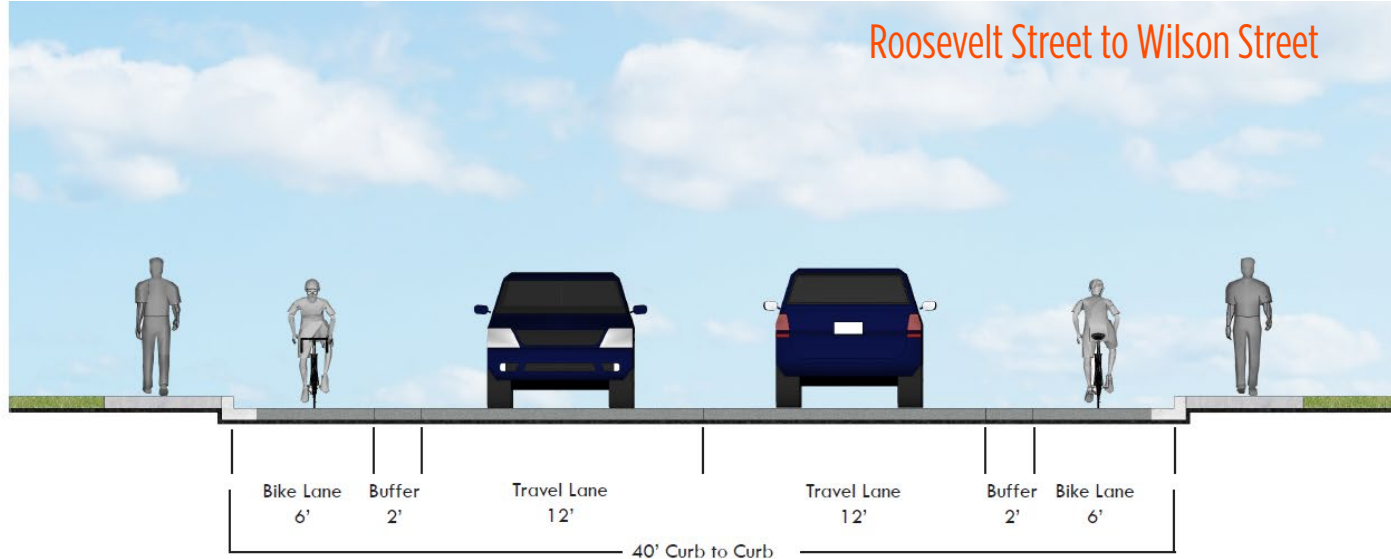 Roosevelt Street to Wilson Street
Bike Lane Buffer Travel Lane Travel Lane Buffer Bike Lane
6' 2' 12' 12' 2' 6'
40' Curb to Curb